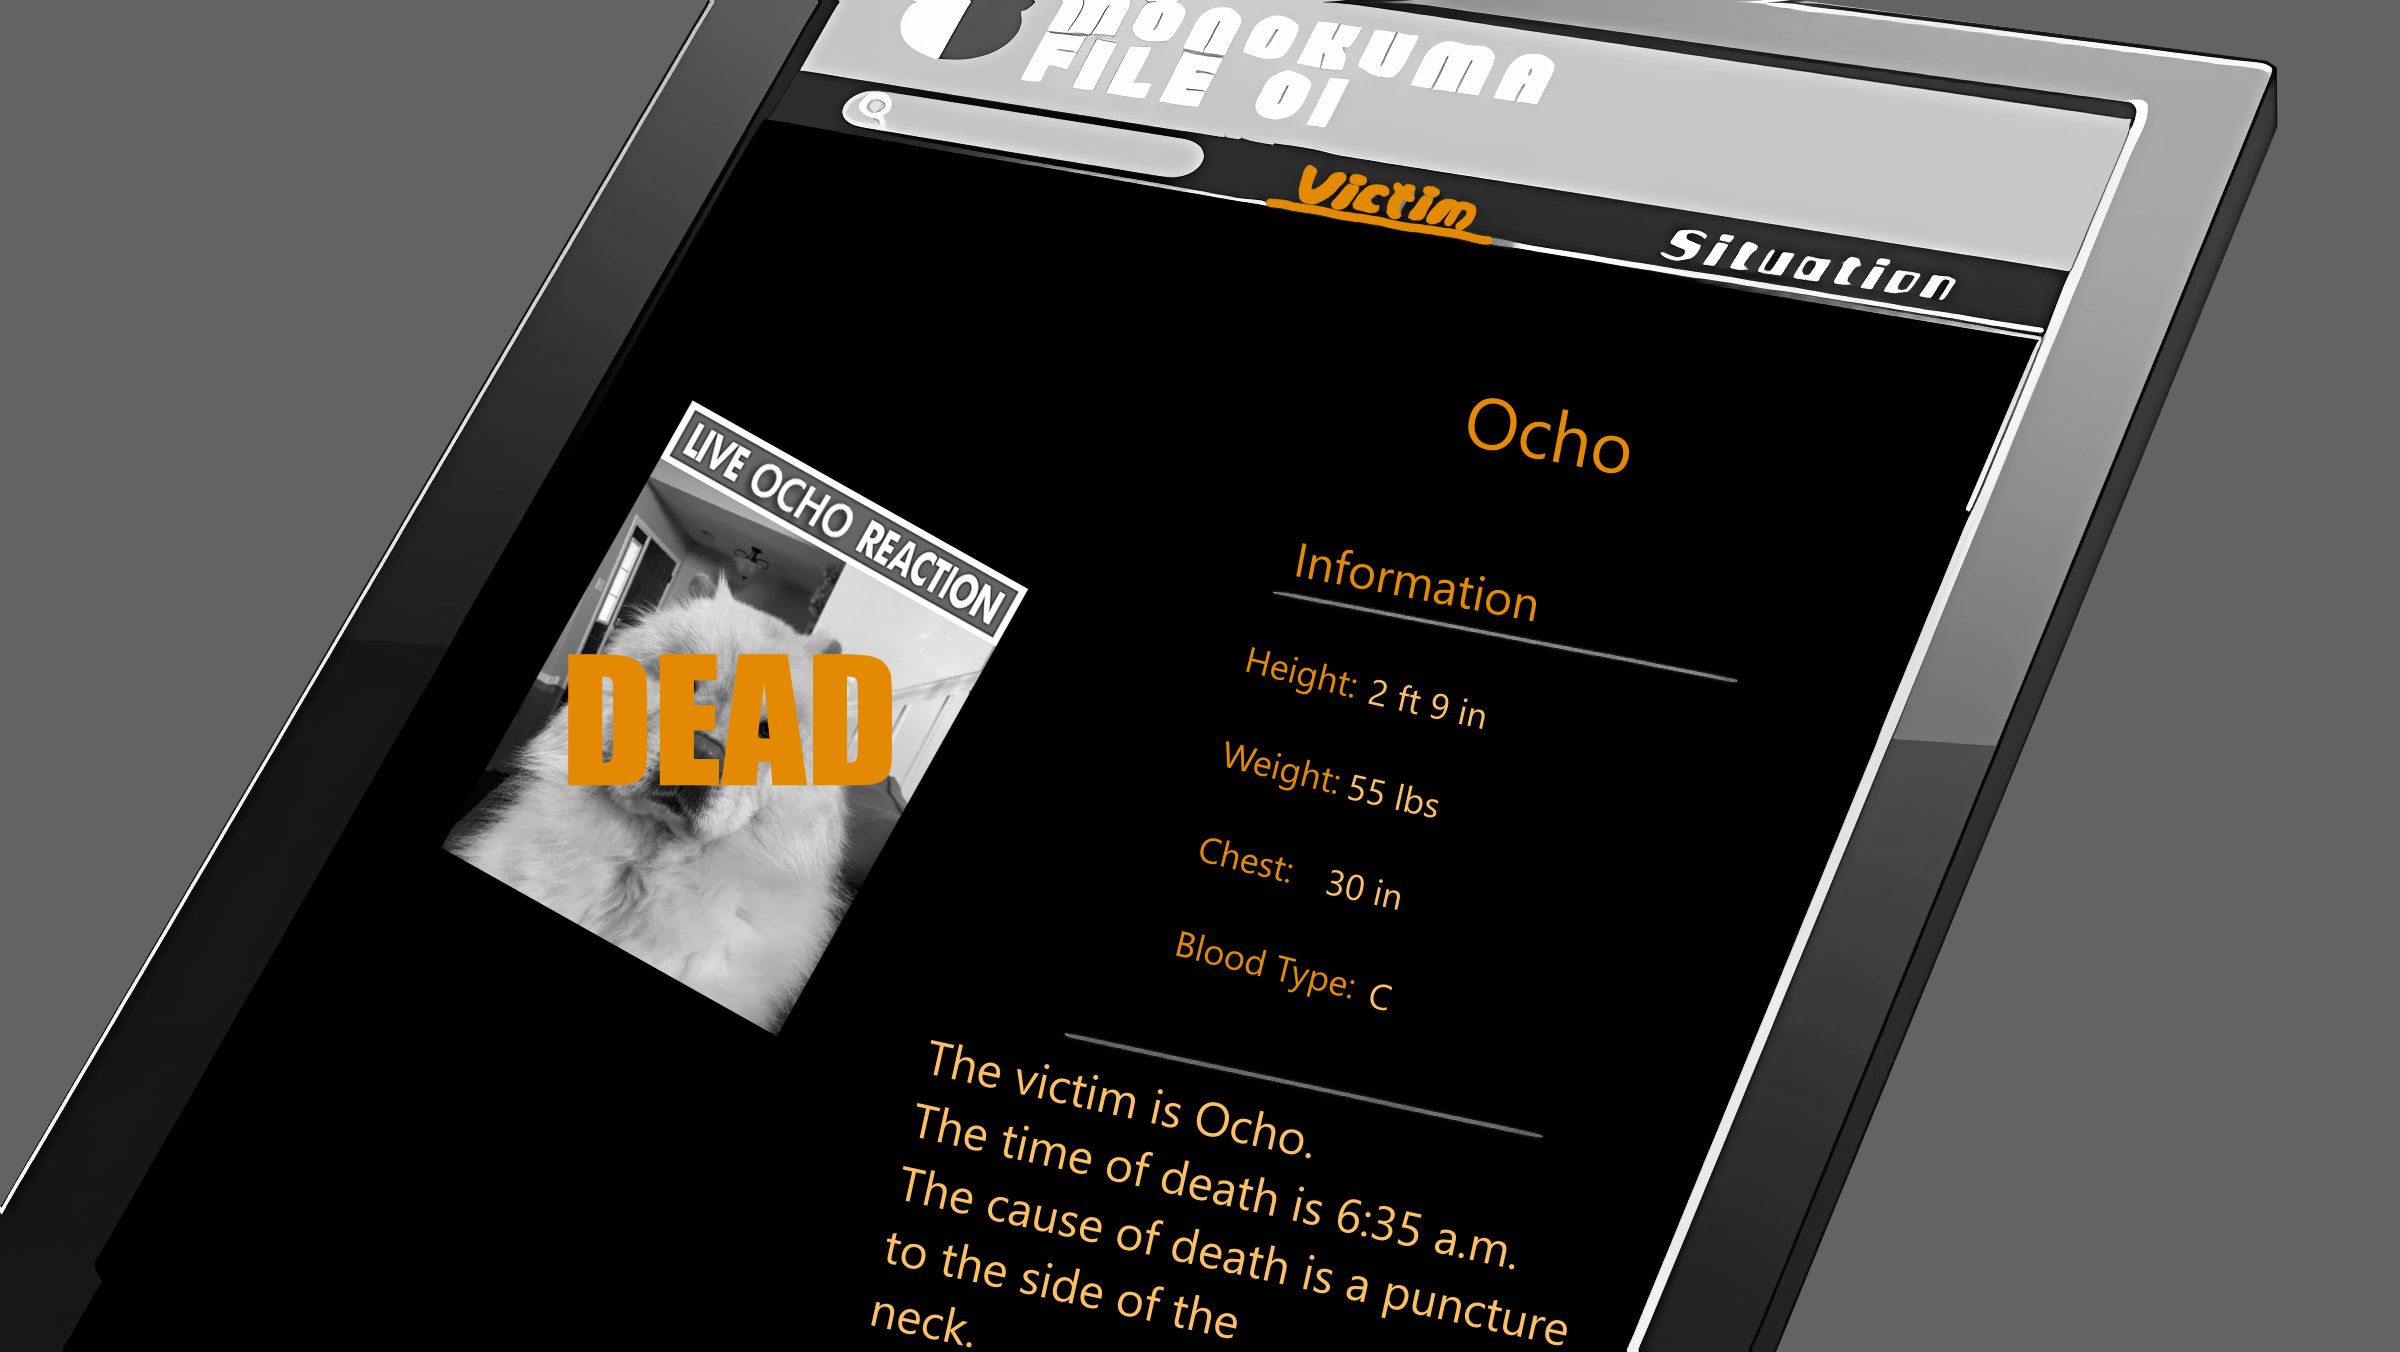 MONOKUMA
FILE 01
Victim
Situation
LIVE OCHO REACTION
DEAD
Ocho
Information
Height: 2 ft 9 in
Weight: 55 lbs
Chest: 30 in
Blood Type: C
The victim is Ocho.
The time of death is 6:35 a.m.
The cause of death is a puncture
to the side of the
neck.